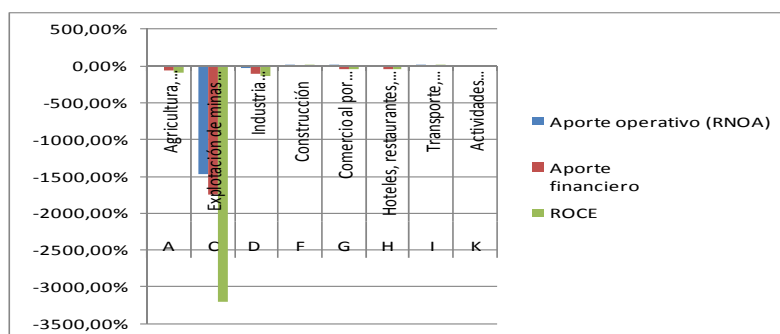 500,00%
0,00%
-500,00%
-1000,00%
-1500,00%
-2000,00%
-2500,00%
-3000,00%
-3500,00%
Agricultura,...
Explotación de minas...
Industria...
Construcción
Comercio al por...
Hoteles, restaurantes,...
Transporte,...
Actividades...
A C D F G H I K
Aporte operativo (RNOA)
Aporte
financiero
ROCE